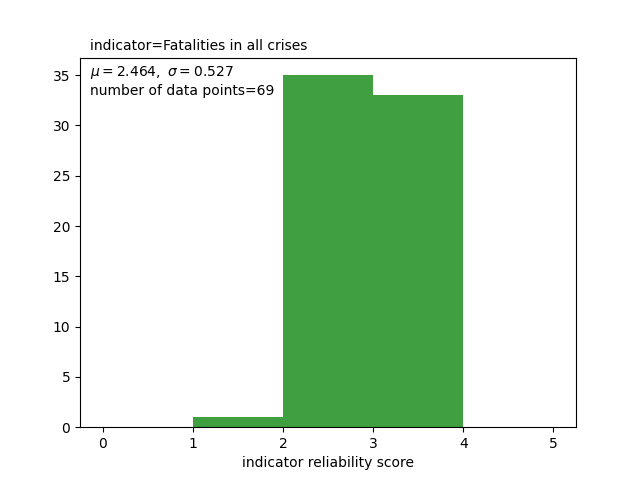 indicator=Fatalities in all crises
μ = 2.464, σ = 0.527
number of data points=69
35
30
25
20
15
10
5
0
0 1 2 3 4 5
indicator reliability score